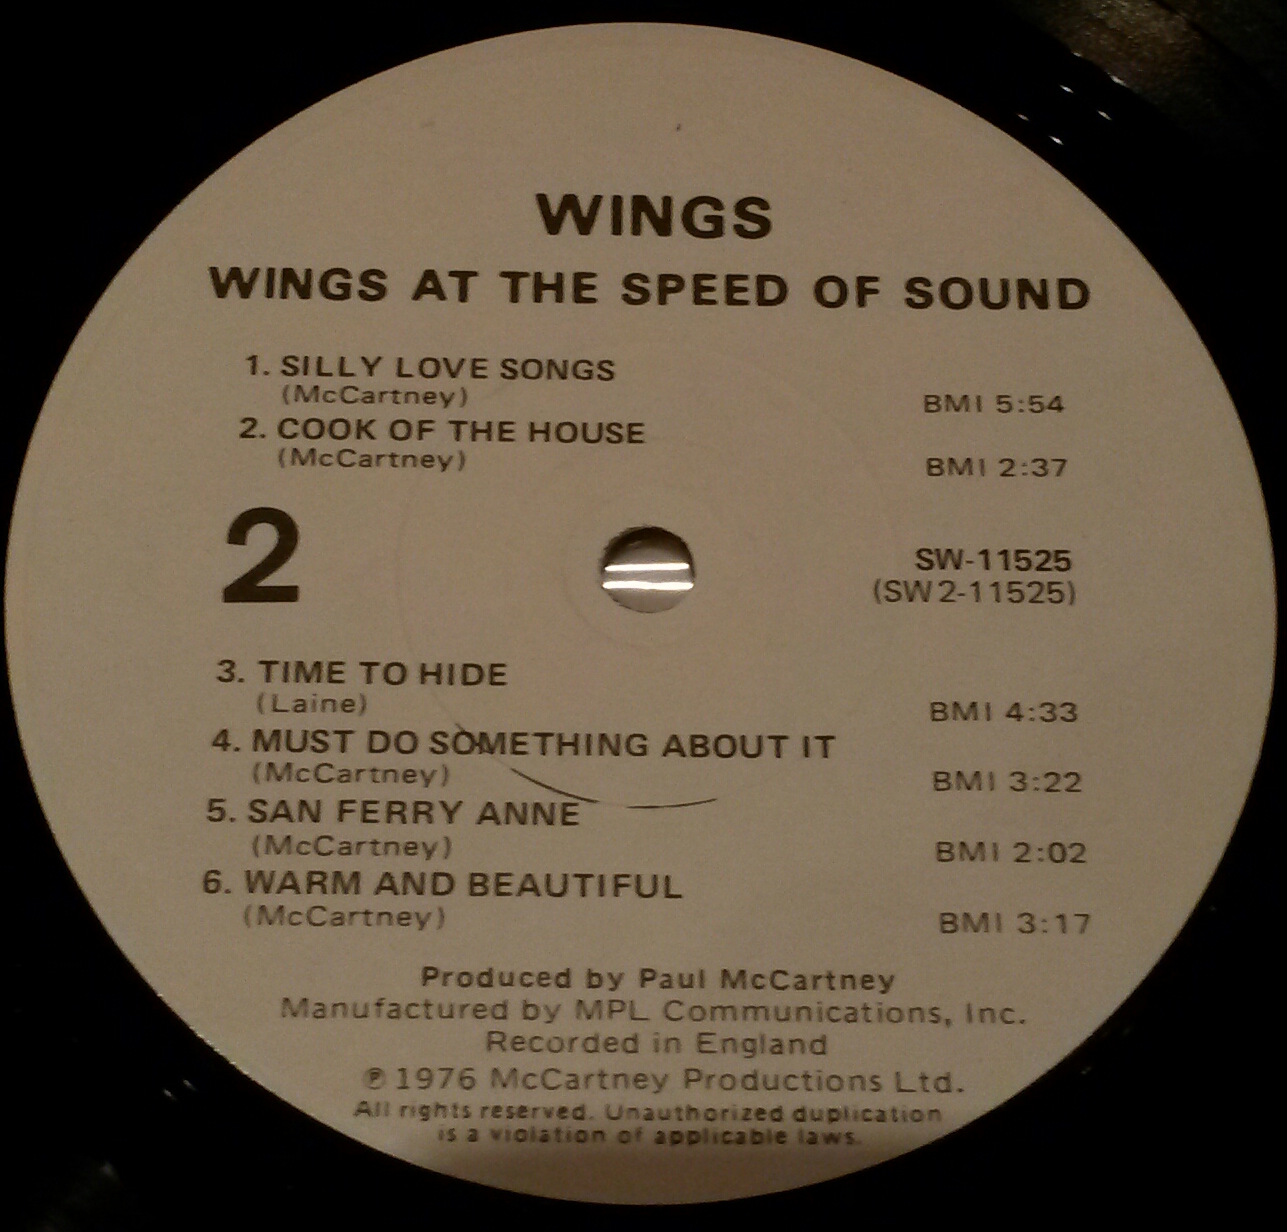 WINGS
WINGS AT THE SPEED OF SOUND
1. SILLY LOVE SONGS
(McCartney) BMI 5:54
2. COOK OF THE HOUSE
(McCartney) BMI 2:37
2
SW-11525
(SW2-11525)
3. TIME TO HIDE
(Laine) BMI 4:33
4. MUST DO SOMETHING ABOUT IT
(McCartney) BMI 3:22
5. SAN FERRY ANNE
(McCartney) BMI 2:02
6. WARM AND BEAUTIFUL
(McCartney) BMI 3:17
Produced by Paul McCartney
Manufactured by MPL Communications, Inc.
Recorded in England
℗ 1976 McCartney Productions Ltd.
All rights reserved. Unauthorized duplication
is a violation of applicable laws.